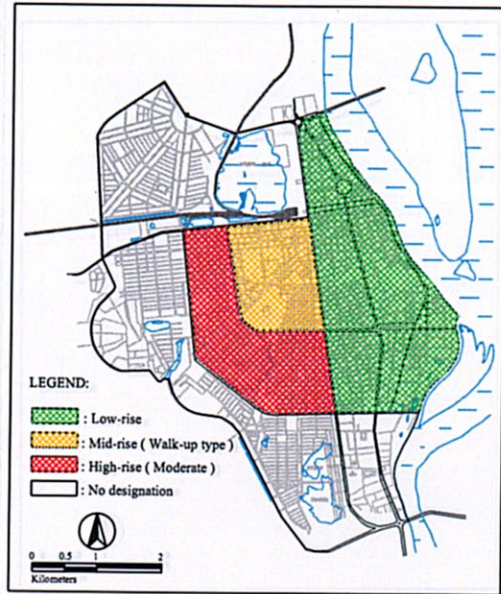 LEGEND:
: Low-rise
: Mid-rise ( Walk-up type )
: High-rise ( Moderate )
: No designation
0 0.5 1 2
Kilometers